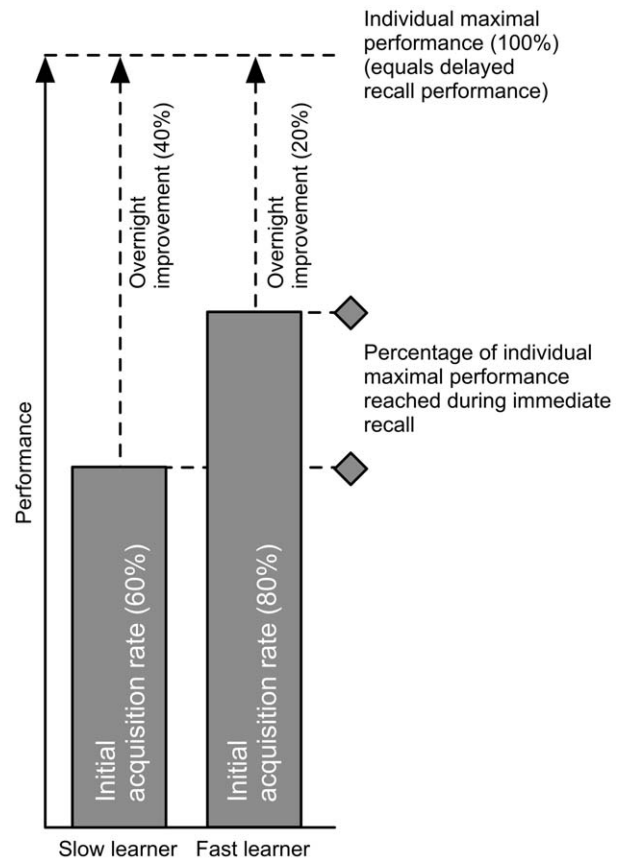 Individual maximal
performance (100%)
(equals delayed
recall performance)
Overnight
improvement (40%)
Overnight
improvement (20%)
Percentage of individual
maximal performance
reached during immediate
recall
Performance
Initial
acquisition rate (60%)
Initial
acquisition rate (80%)
Slow learner
Fast learner